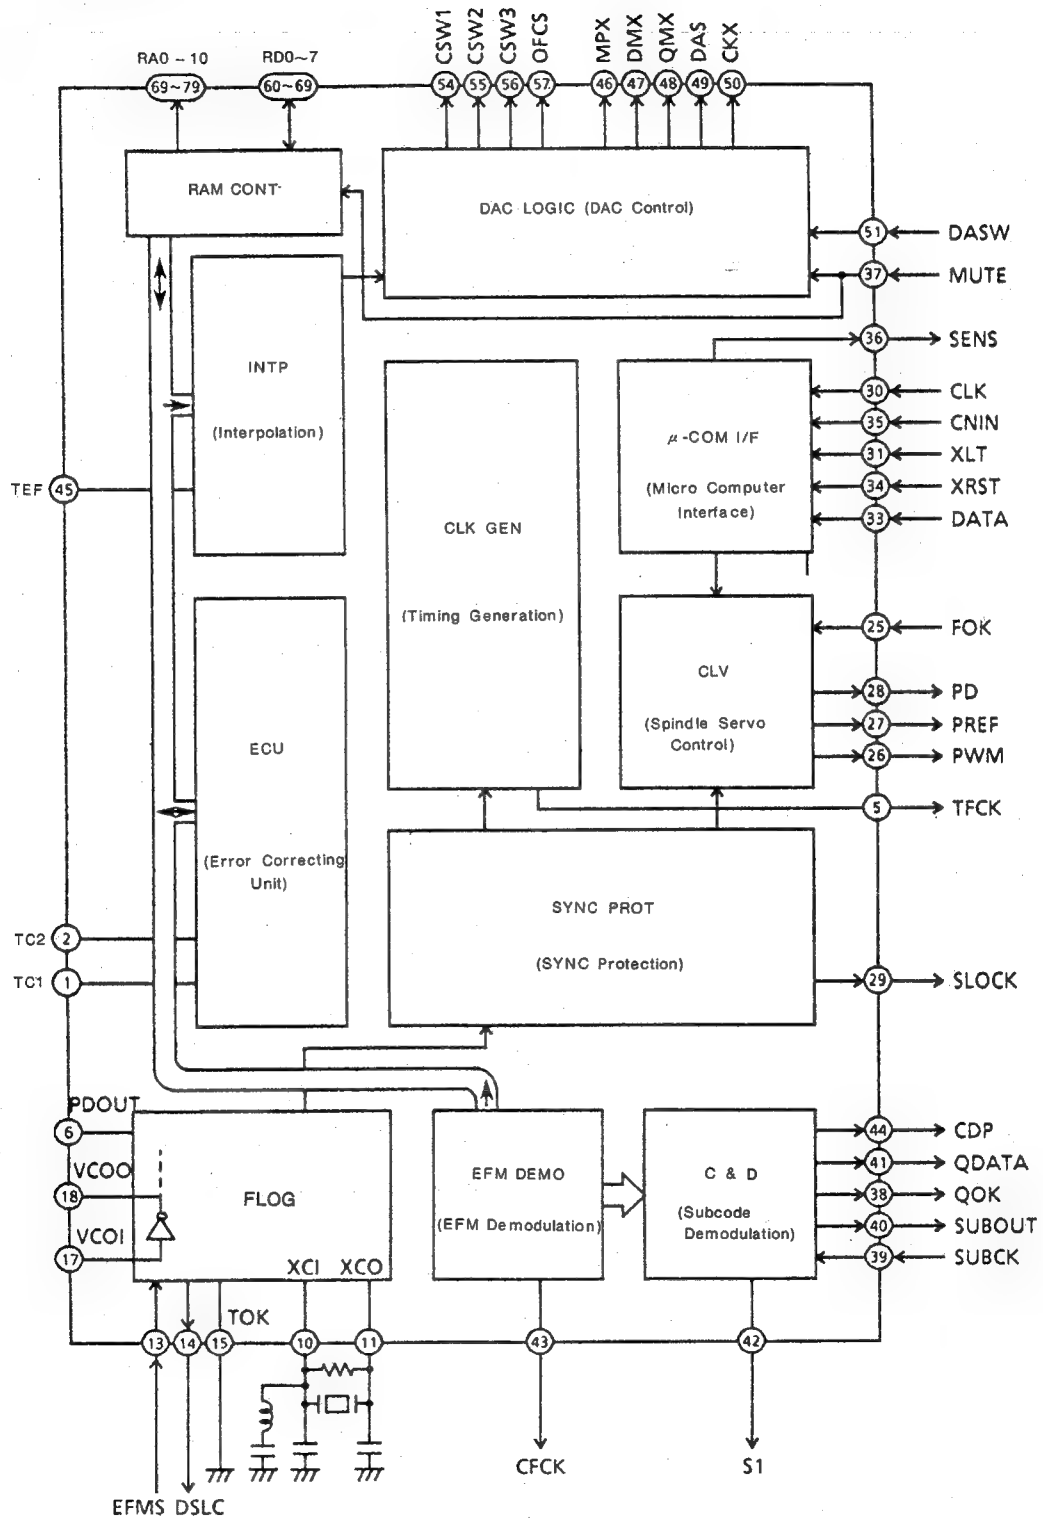 CSW1
CSW2
CSW3
OFCS
MPX
DMX
QMX
DAS
CKX
RA0 ~ 10
RD0~7
69~79
60~69
54
55
56
57
46
47
48
49
50
RAM CONT
DAC LOGIC (DAC Control)
51
DASW
37
MUTE
36
SENS
INTP
(Interpolation)
30
CLK
35
CNIN
μ-COM I/F
31
XLT
(Micro Computer
Interface)
34
XRST
33
DATA
TEF
45
CLK GEN
(Timing Generation)
25
FOK
CLV
(Spindle Servo
Control)
28
PD
27
PREF
26
PWM
ECU
(Error Correcting
Unit)
5
TFCK
SYNC PROT
(SYNC Protection)
TC2
2
TC1
1
29
SLOCK
PDOUT
6
VCOO
18
VCOI
17
FLOG
XCI
XCO
EFM DEMO
(EFM Demodulation)
C & D
(Subcode
Demodulation)
44
CDP
41
QDATA
38
QOK
40
SUBOUT
39
SUBCK
TOK
13
14
15
10
11
43
42
CFCK
S1
EFMS
DSLC